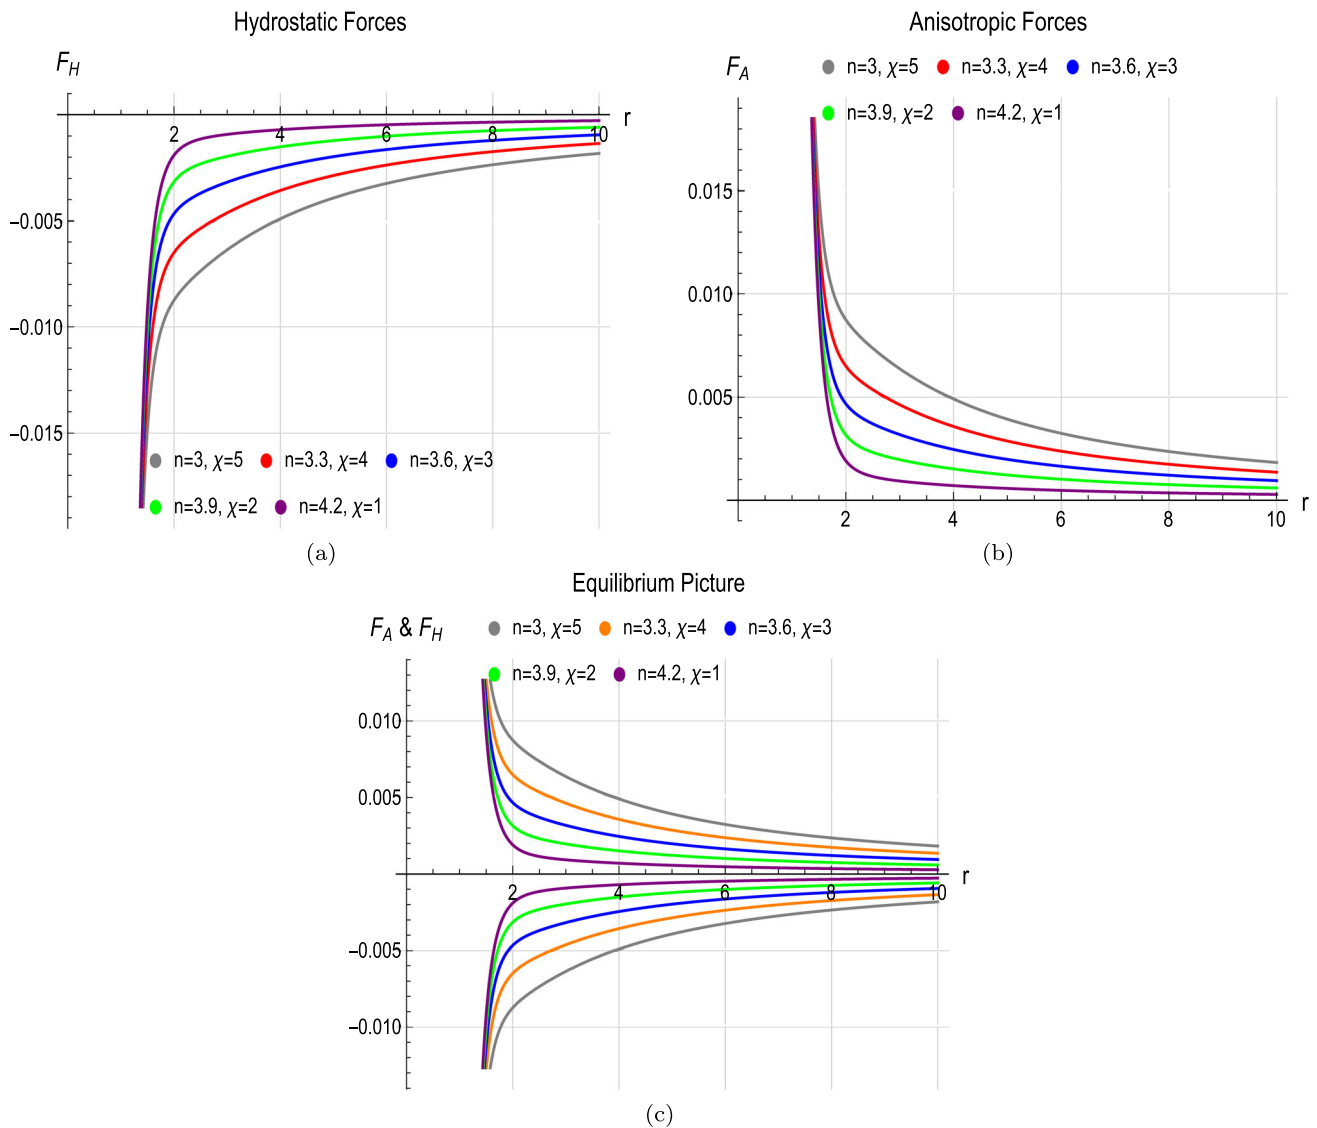 Hydrostatic Forces
F_H
2 4 6 8 10 r
−0.005
−0.010
−0.015
n=3, χ=5 n=3.3, χ=4 n=3.6, χ=3
n=3.9, χ=2 n=4.2, χ=1
(a)
Anisotropic Forces
F_A
n=3, χ=5 n=3.3, χ=4 n=3.6, χ=3
n=3.9, χ=2 n=4.2, χ=1
0.015
0.010
0.005
2 4 6 8 10 r
(b)
Equilibrium Picture
F_A & F_H
n=3, χ=5 n=3.3, χ=4 n=3.6, χ=3
n=3.9, χ=2 n=4.2, χ=1
0.010
0.005
2 4 6 8 10 r
−0.005
−0.010
(c)